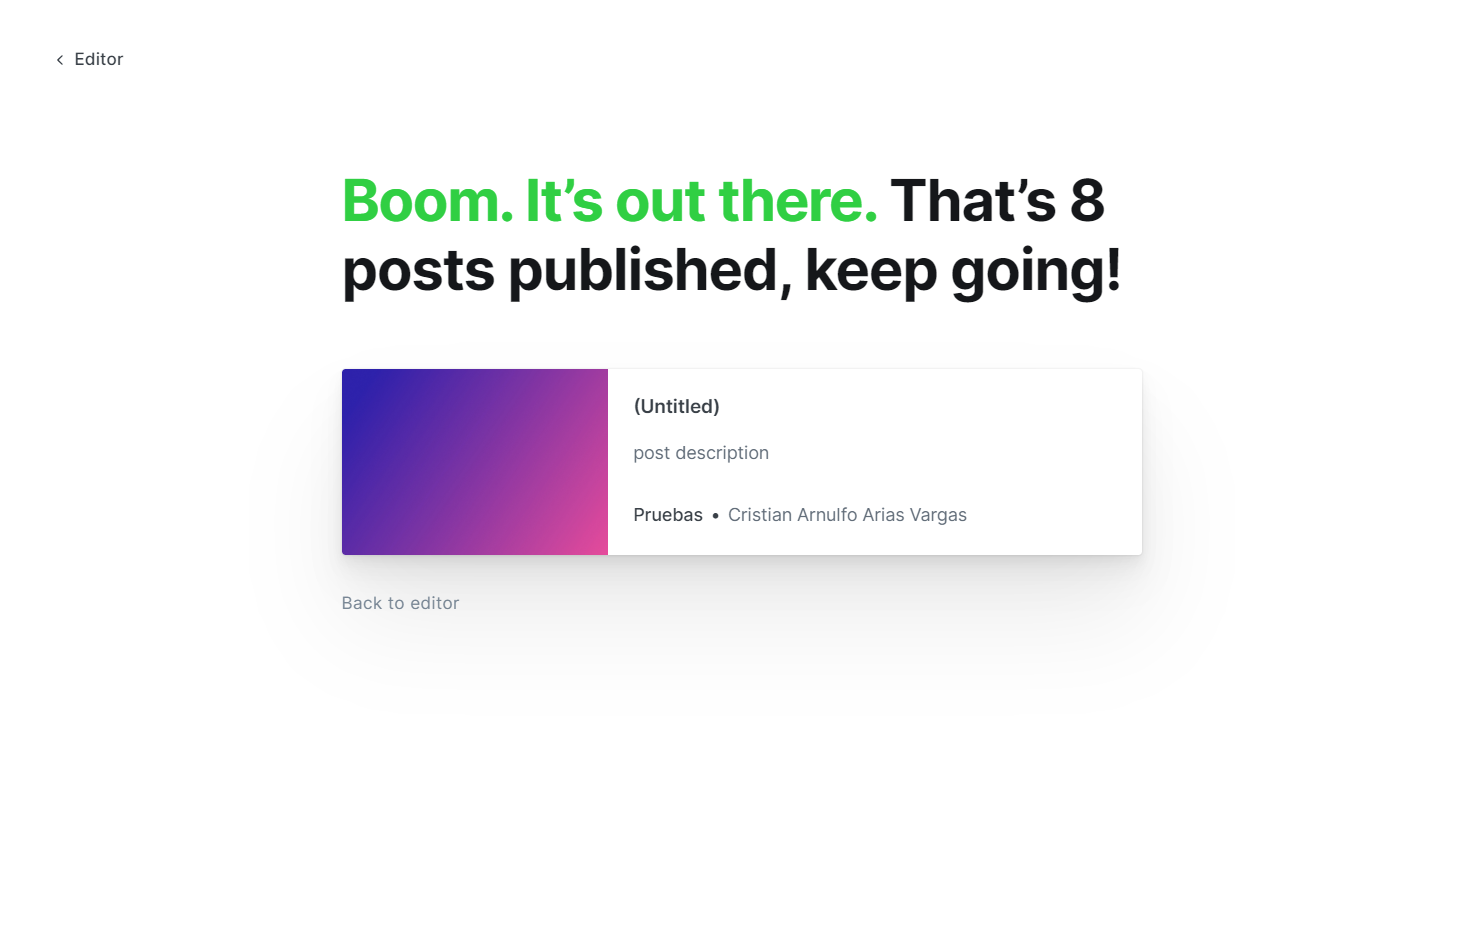 Editor
Boom. It’s out there. That’s 8
posts published, keep going!
(Untitled)
post description
Pruebas • Cristian Arnulfo Arias Vargas
Back to editor